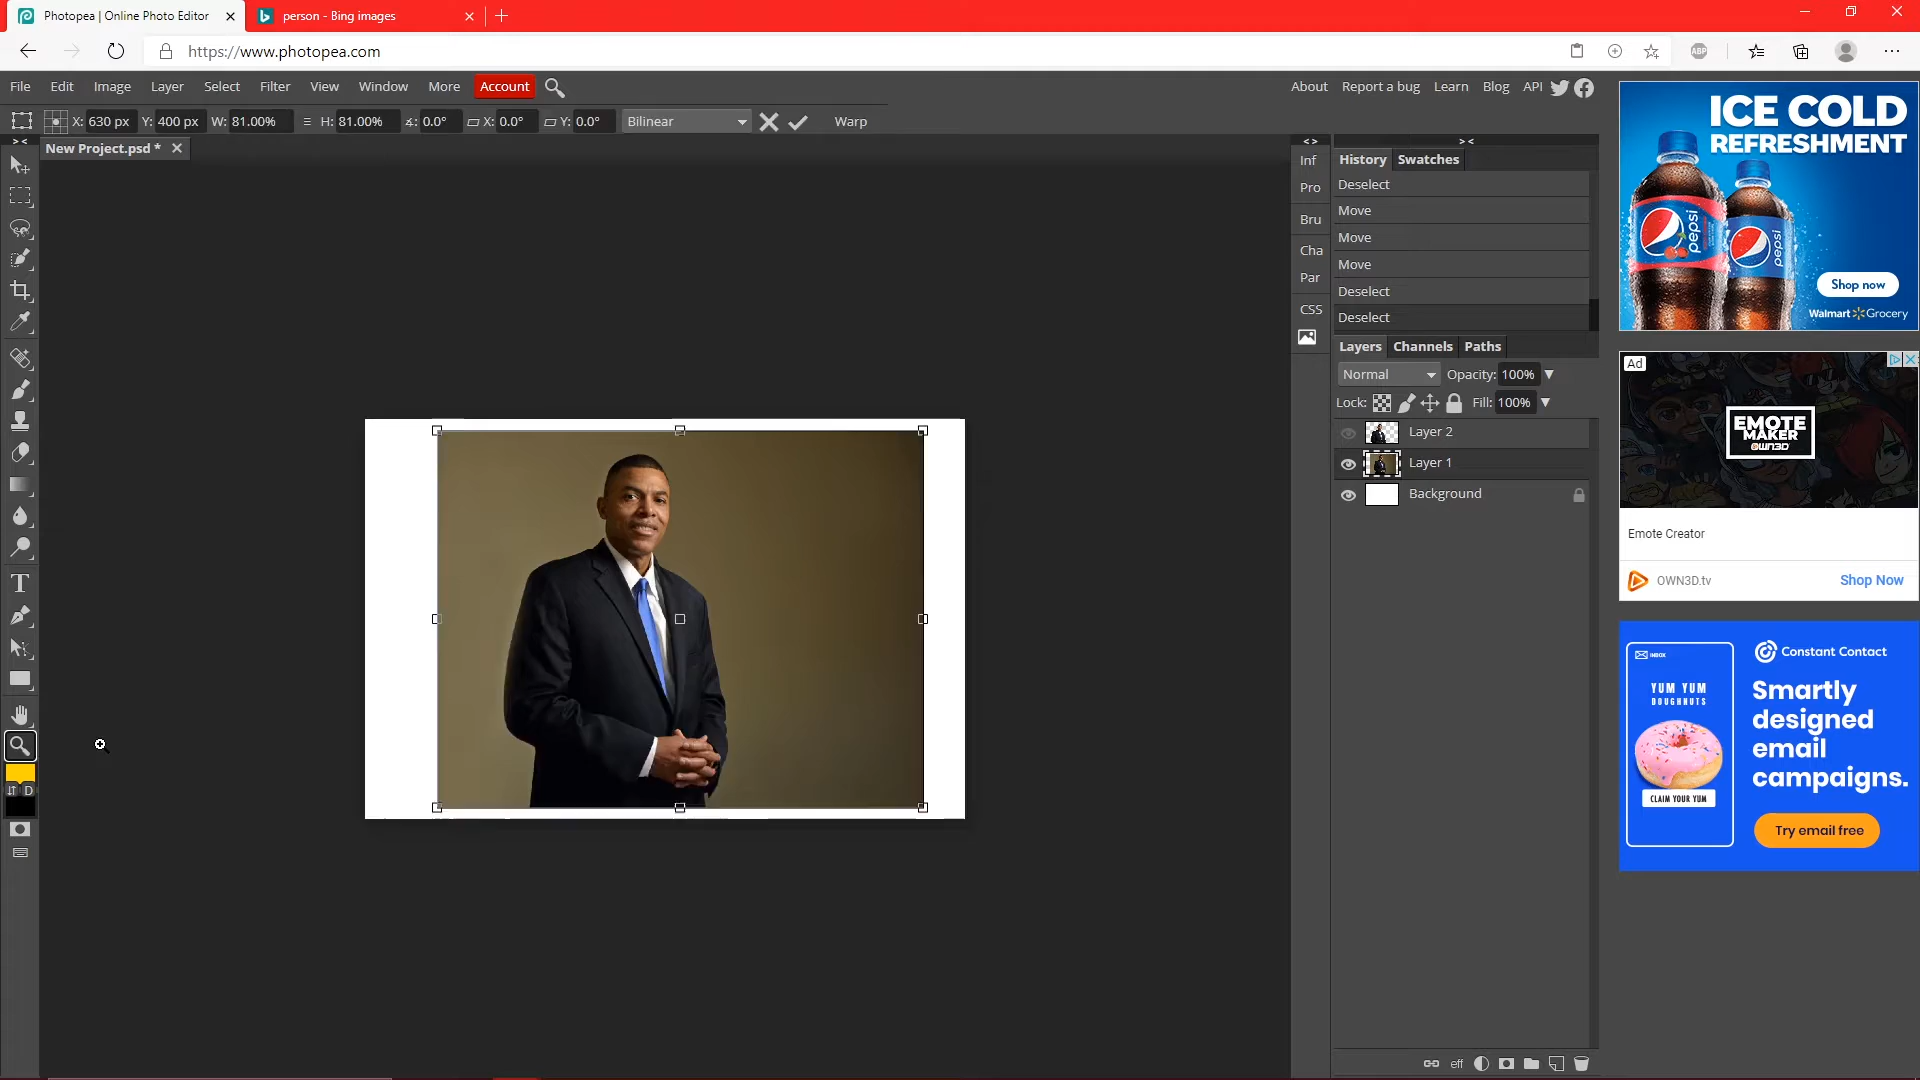 Photopea | Online Photo Editor
person - Bing images
https://www.photopea.com
ABP
File Edit Image Layer Select Filter View Window More Account
About Report a bug Learn Blog API
X: 630 px Y: 400 px W: 81.00% H: 81.00% ∡: 0.0° X: 0.0° Y: 0.0° Bilinear Warp
New Project.psd *
> <
< >
> <
Inf
Pro
Bru
Cha
Par
CSS
History Swatches
Deselect
Move
Move
Move
Deselect
Deselect
Layers Channels Paths
Normal Opacity: 100%
Lock: Fill: 100%
Layer 2
Layer 1
Background
eff
T
D
ICE COLD
REFRESHMENT
pepsi
pepsi
Shop now
Walmart Grocery
Ad
EMOTE
MAKER
OWN3D
Emote Creator
OWN3D.tv
Shop Now
INBOX
YUM YUM
DOUGHNUTS
CLAIM YOUR YUM
Constant Contact
Smartly
designed
email
campaigns.
Try email free